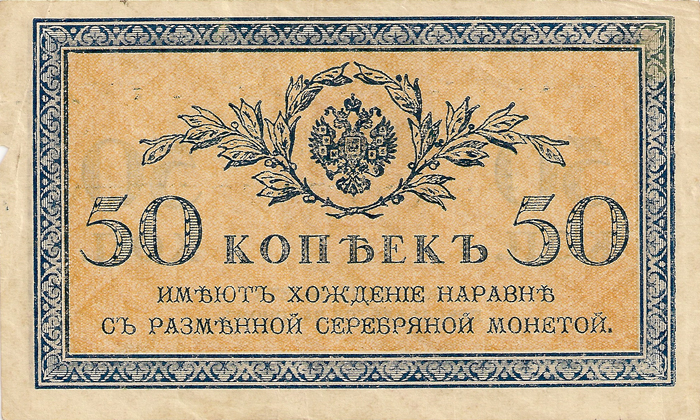 50 КОПѢЕКЪ 50
ИМѢЮТЪ ХОЖДЕНІЕ НАРАВНѢ
СЪ РАЗМѢННОЙ СЕРЕБРЯНОЙ МОНЕТОЙ.